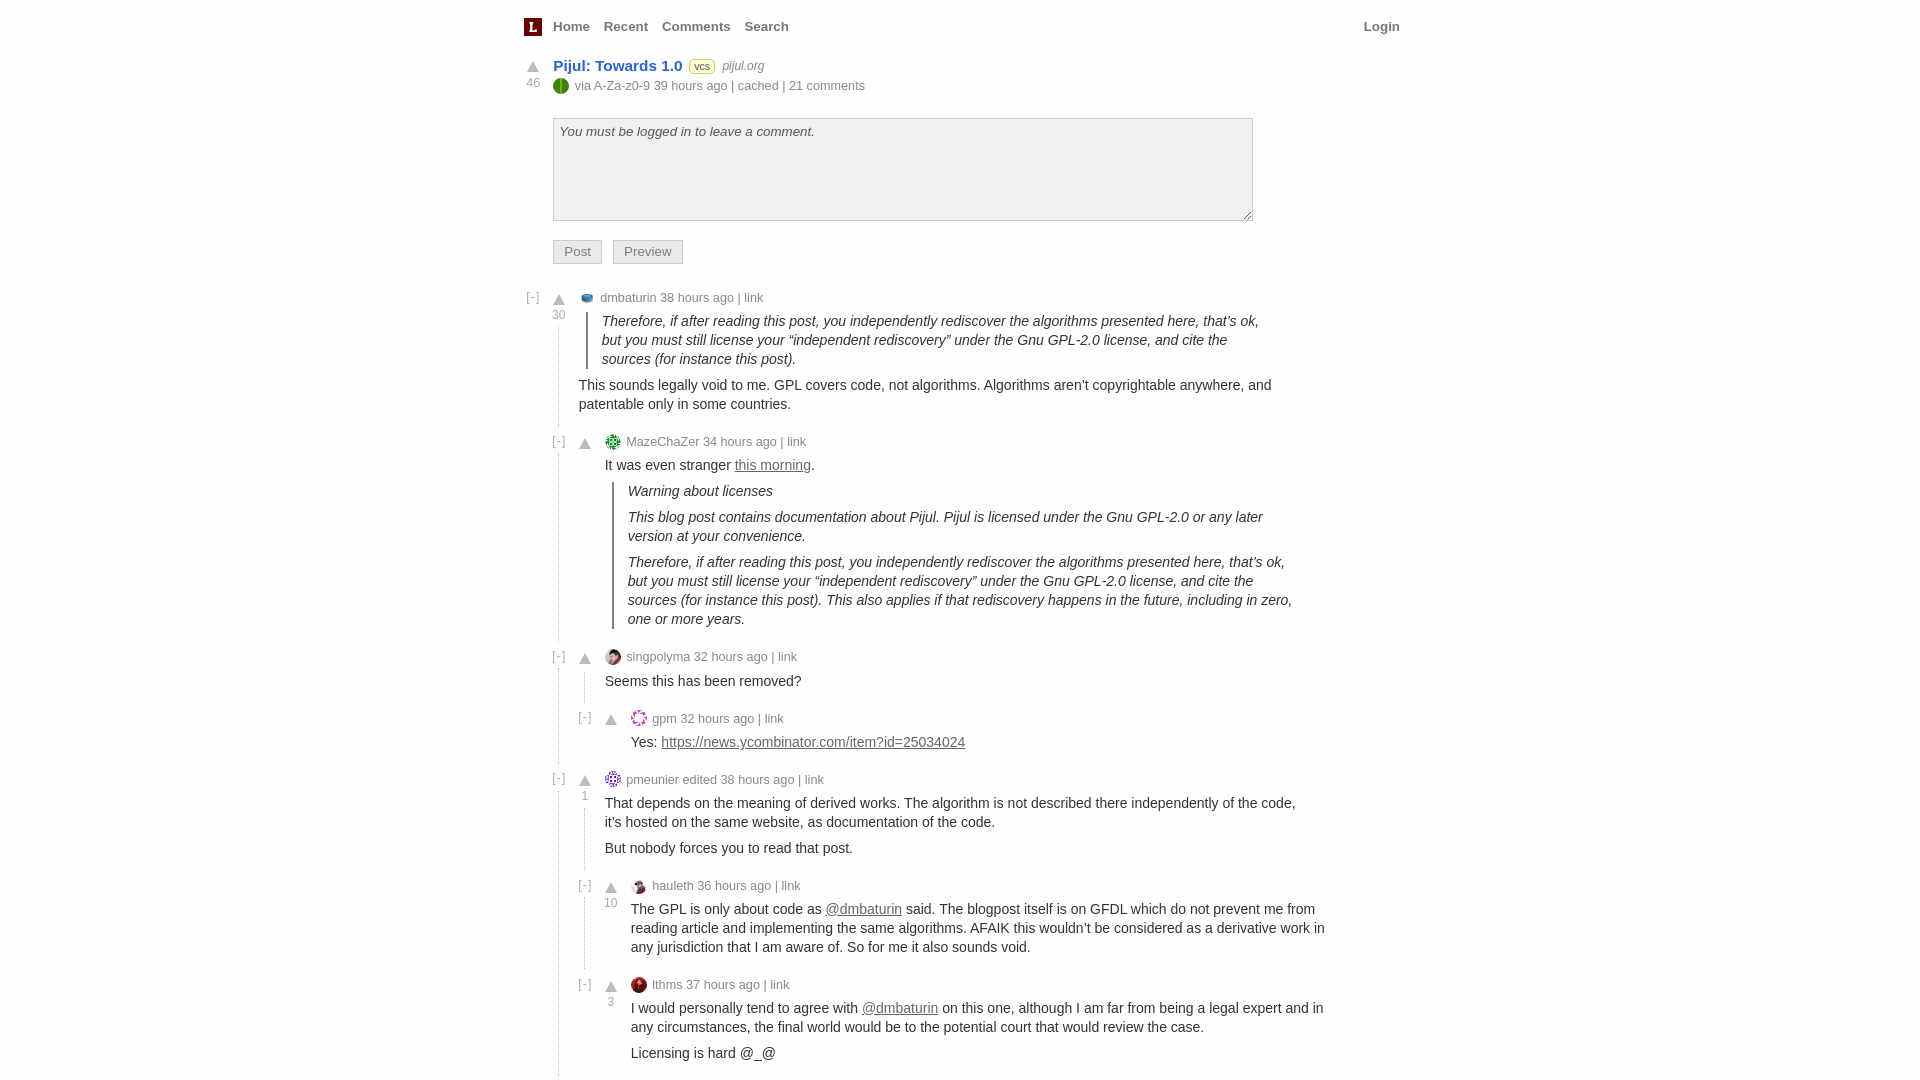 L Home Recent Comments Search Login
Pijul: Towards 1.0 vcs pijul.org
46
via A-Za-z0-9 39 hours ago | cached | 21 comments
You must be logged in to leave a comment.
Post Preview
[-] dmbaturin 38 hours ago | link
30
Therefore, if after reading this post, you independently rediscover the algorithms presented here, that’s ok,
but you must still license your “independent rediscovery” under the Gnu GPL-2.0 license, and cite the
sources (for instance this post).
This sounds legally void to me. GPL covers code, not algorithms. Algorithms aren’t copyrightable anywhere, and
patentable only in some countries.
[-] MazeChaZer 34 hours ago | link
It was even stranger this morning.
Warning about licenses
This blog post contains documentation about Pijul. Pijul is licensed under the Gnu GPL-2.0 or any later
version at your convenience.
Therefore, if after reading this post, you independently rediscover the algorithms presented here, that’s ok,
but you must still license your “independent rediscovery” under the Gnu GPL-2.0 license, and cite the
sources (for instance this post). This also applies if that rediscovery happens in the future, including in zero,
one or more years.
[-] singpolyma 32 hours ago | link
Seems this has been removed?
[-] gpm 32 hours ago | link
Yes: https://news.ycombinator.com/item?id=25034024
[-] pmeunier edited 38 hours ago | link
1
That depends on the meaning of derived works. The algorithm is not described there independently of the code,
it’s hosted on the same website, as documentation of the code.
But nobody forces you to read that post.
[-] hauleth 36 hours ago | link
10
The GPL is only about code as @dmbaturin said. The blogpost itself is on GFDL which do not prevent me from
reading article and implementing the same algorithms. AFAIK this wouldn’t be considered as a derivative work in
any jurisdiction that I am aware of. So for me it also sounds void.
[-] lthms 37 hours ago | link
3
I would personally tend to agree with @dmbaturin on this one, although I am far from being a legal expert and in
any circumstances, the final world would be to the potential court that would review the case.
Licensing is hard @_@